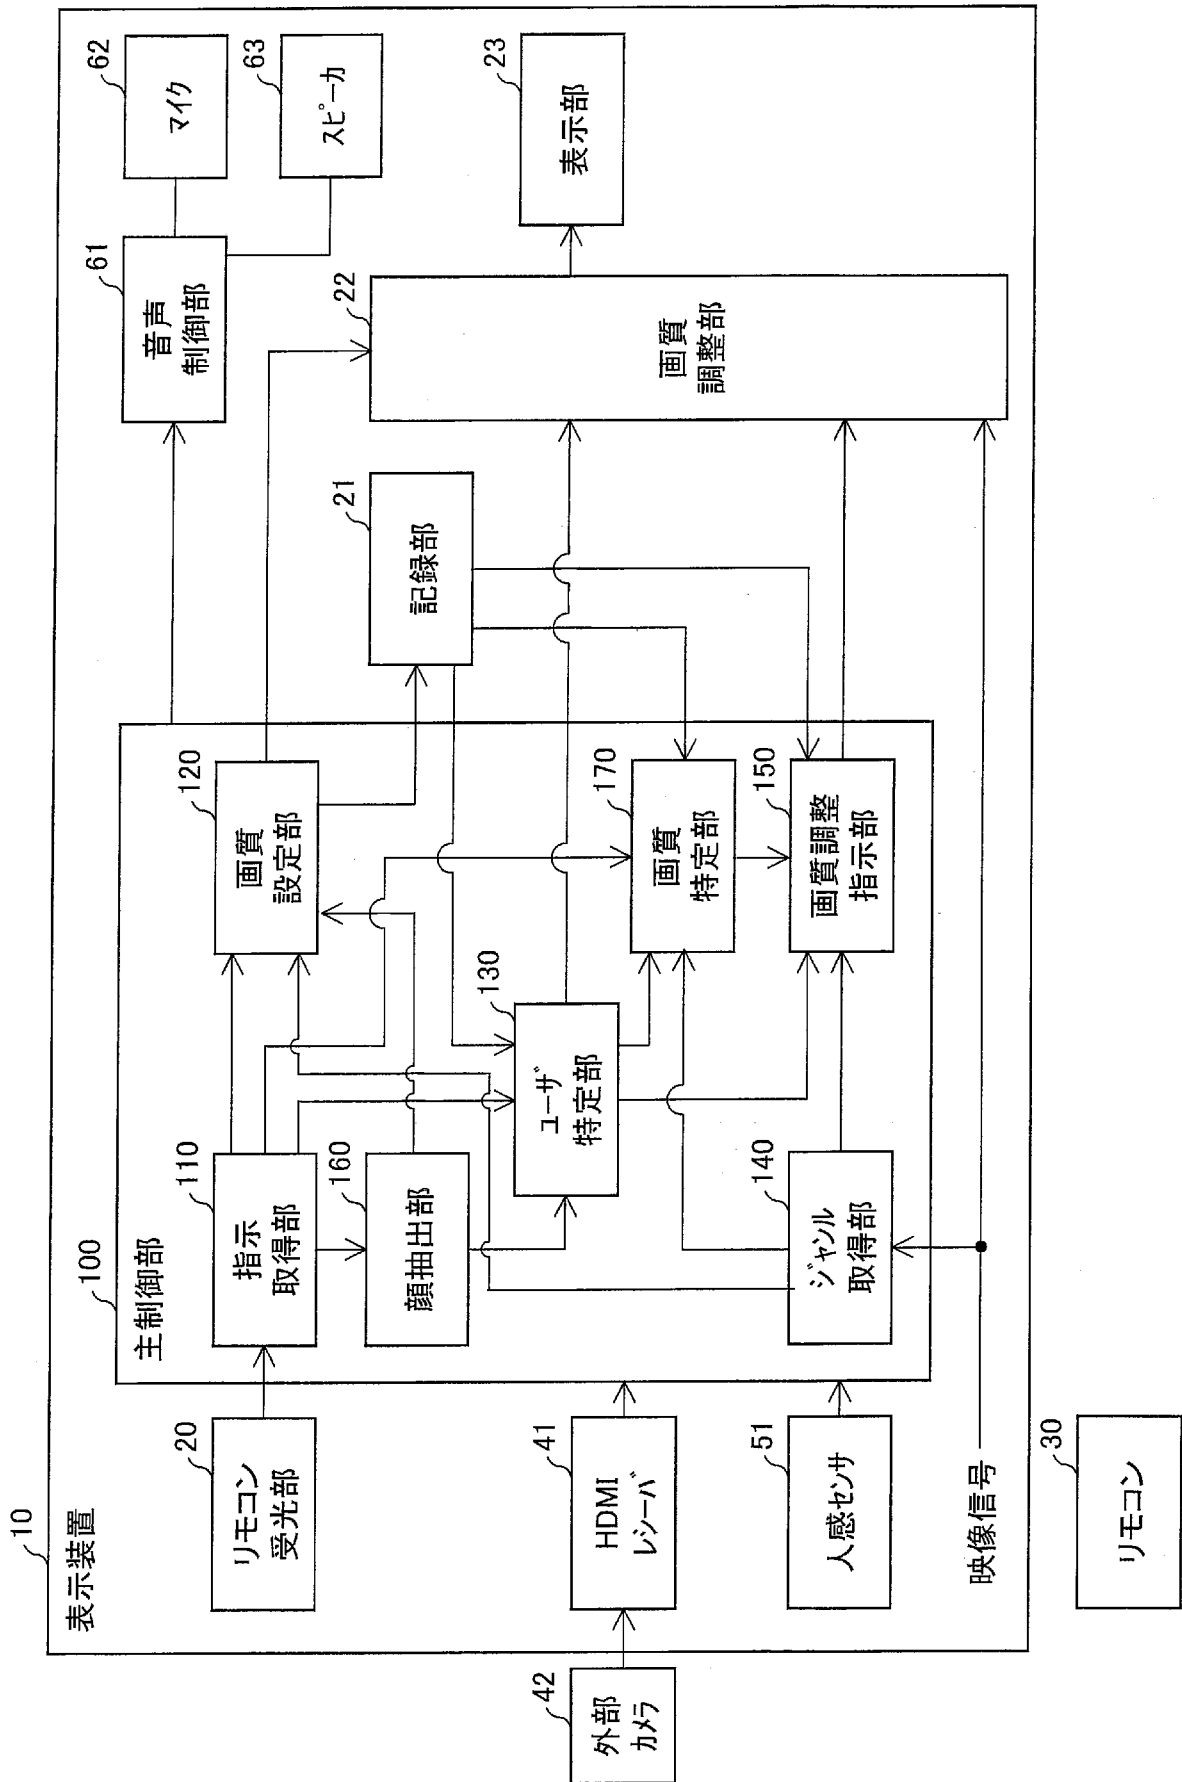 10
表示装置
20
リモコン
受光部
41
HDMI
レシーバ
51
人感センサ
42
外部
カメラ
映像信号
30
リモコン
100
主制御部
110
指示
取得部
160
顔抽出部
120
画質
設定部
130
ユーザ
特定部
140
ジャンル
取得部
170
画質
特定部
150
画質調整
指示部
21
記録部
61
音声
制御部
62
マイク
63
スピーカ
22
画質
調整部
23
表示部